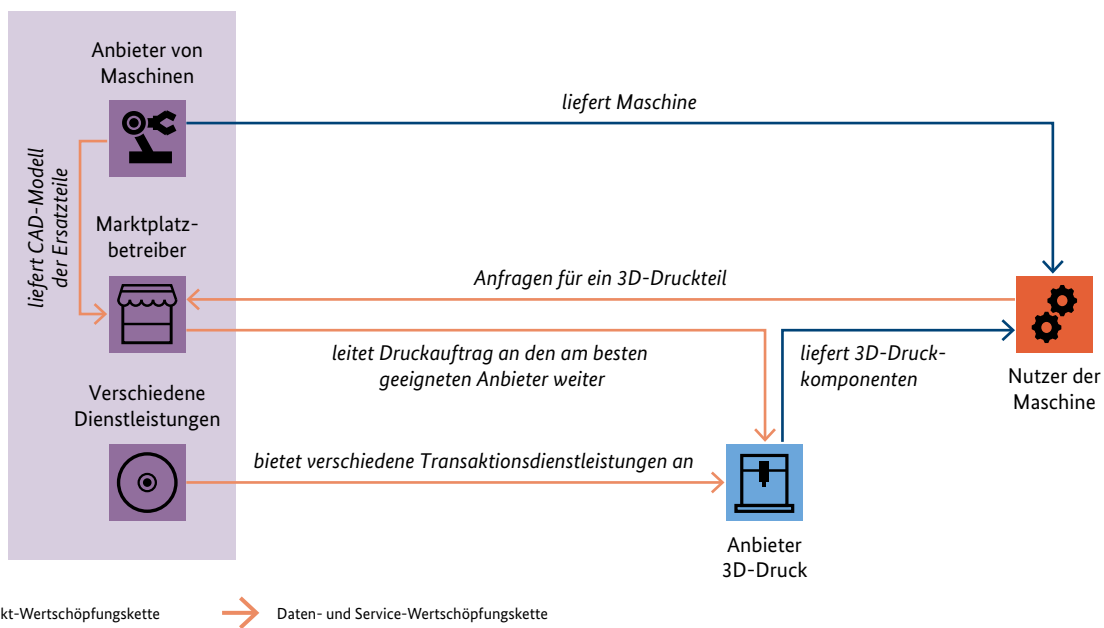 Anbieter von
Maschinen
liefert Maschine
liefert CAD-Modell
der Ersatzteile
Marktplatz-
betreiber
Anfragen für ein 3D-Druckteil
leitet Druckauftrag an den am besten
geeigneten Anbieter weiter
liefert 3D-Druck-
komponenten
Nutzer der
Maschine
Verschiedene
Dienstleistungen
bietet verschiedene Transaktionsdienstleistungen an
Anbieter
3D-Druck
kt-Wertschöpfungskette
Daten- und Service-Wertschöpfungskette